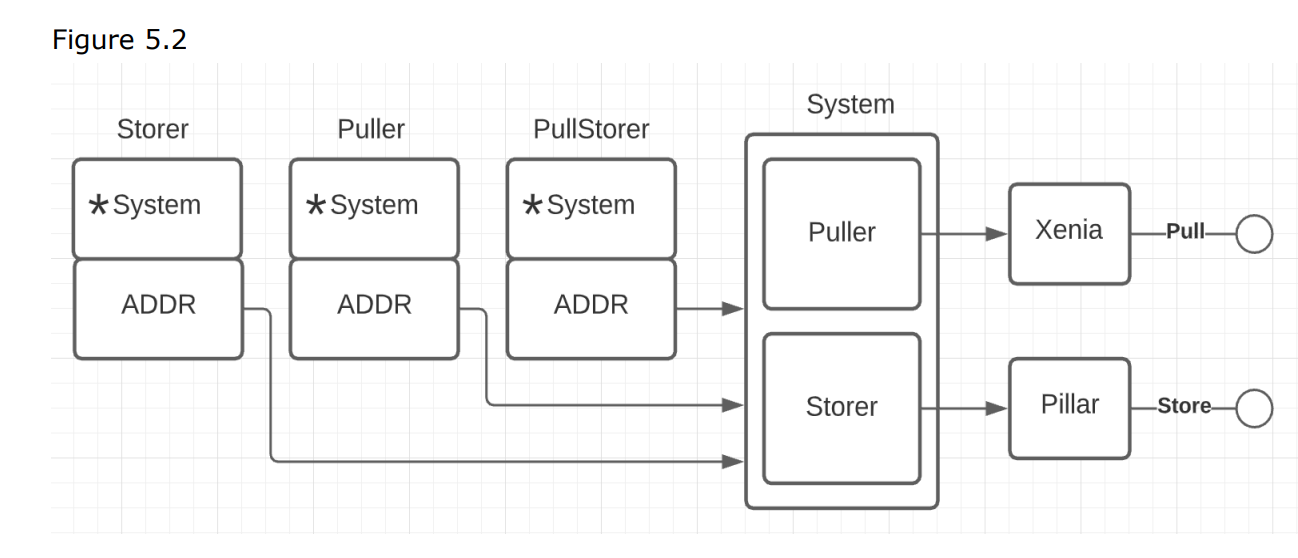 Figure 5.2
System
Storer Puller PullStorer
*System *System *System
Puller Xenia Pull
ADDR ADDR ADDR
Storer Pillar Store